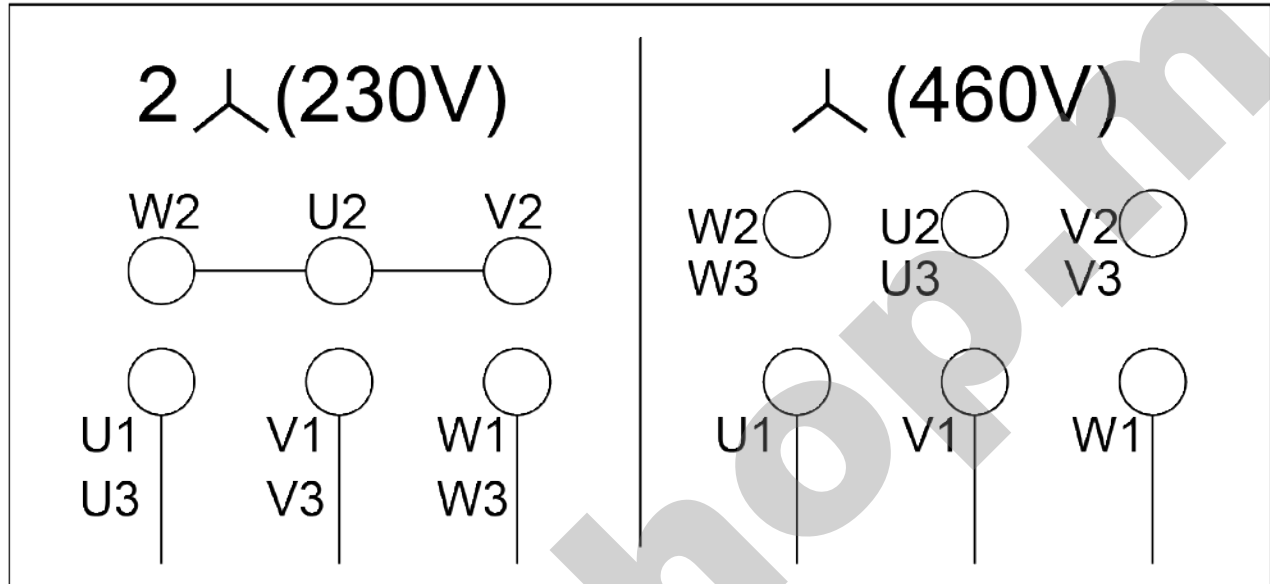 2 (230V)
W2 U2 V2
U1 V1 W1
U3 V3 W3
(460V)
W2 U2 V2
W3 U3 V3
U1 V1 W1
hop.m